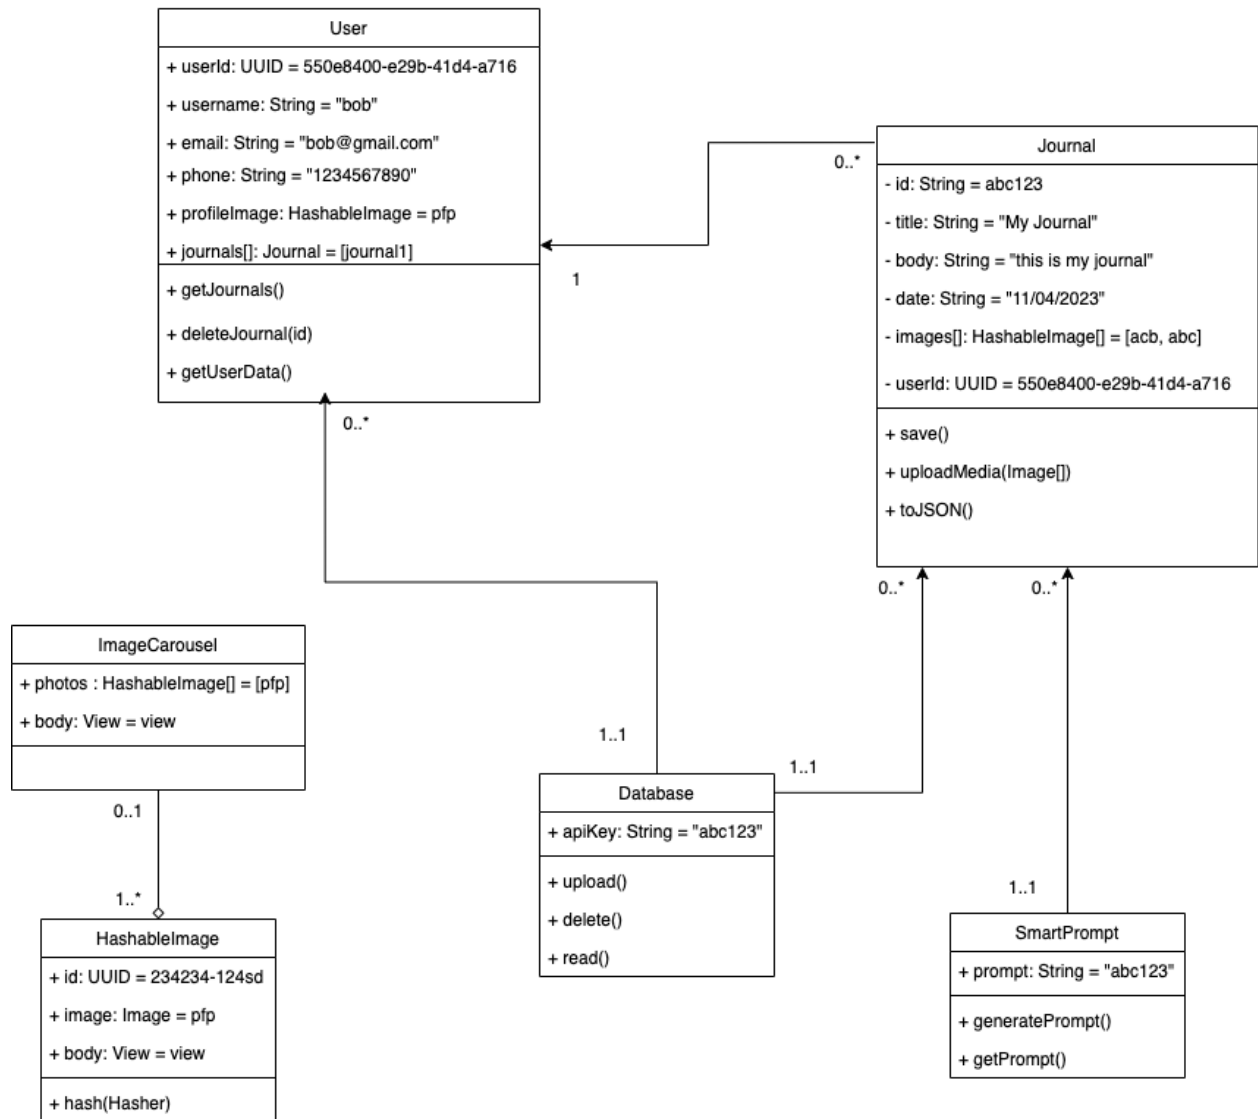 User
+ userId: UUID = 550e8400-e29b-41d4-a716
+ username: String = "bob"
+ email: String = "bob@gmail.com"
+ phone: String = "1234567890"
+ profileImage: HashableImage = pfp
+ journals[]: Journal = [journal1]
+ getJournals()
+ deleteJournal(id)
+ getUserData()
0..*
1
0..*
Journal
- id: String = abc123
- title: String = "My Journal"
- body: String = "this is my journal"
- date: String = "11/04/2023"
- images[]: HashableImage[] = [acb, abc]
- userId: UUID = 550e8400-e29b-41d4-a716
+ save()
+ uploadMedia(Image[])
+ toJSON()
0..*
0..*
ImageCarousel
+ photos : HashableImage[] = [pfp]
+ body: View = view
0..1
1..*
HashableImage
+ id: UUID = 234234-124sd
+ image: Image = pfp
+ body: View = view
+ hash(Hasher)
1..1
1..1
Database
+ apiKey: String = "abc123"
+ upload()
+ delete()
+ read()
1..1
SmartPrompt
+ prompt: String = "abc123"
+ generatePrompt()
+ getPrompt()